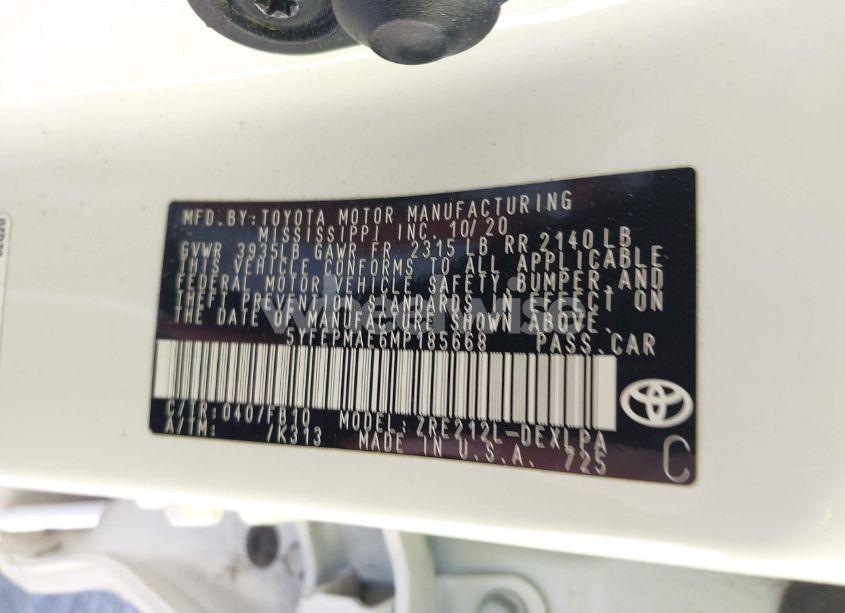 MFD. BY: TOYOTA MOTOR MANUFACTURING
MISSISSIPPI INC. 10/20
GVWR 3935LB GAWR FR 2315 LB RR 2140 LB
THIS VEHICLE CONFORMS TO ALL APPLICABLE
FEDERAL MOTOR VEHICLE SAFETY, BUMPER, AND
THEFT PREVENTION STANDARDS IN EFFECT ON
THE DATE OF MANUFACTURE SHOWN ABOVE.
5YFEPMAE6MP185668 PASS. CAR
C/TR: 040/FB10 MODEL: ZRE212L-DEXLPA
A/TM: /K313 MADE IN U.S.A. 725
C